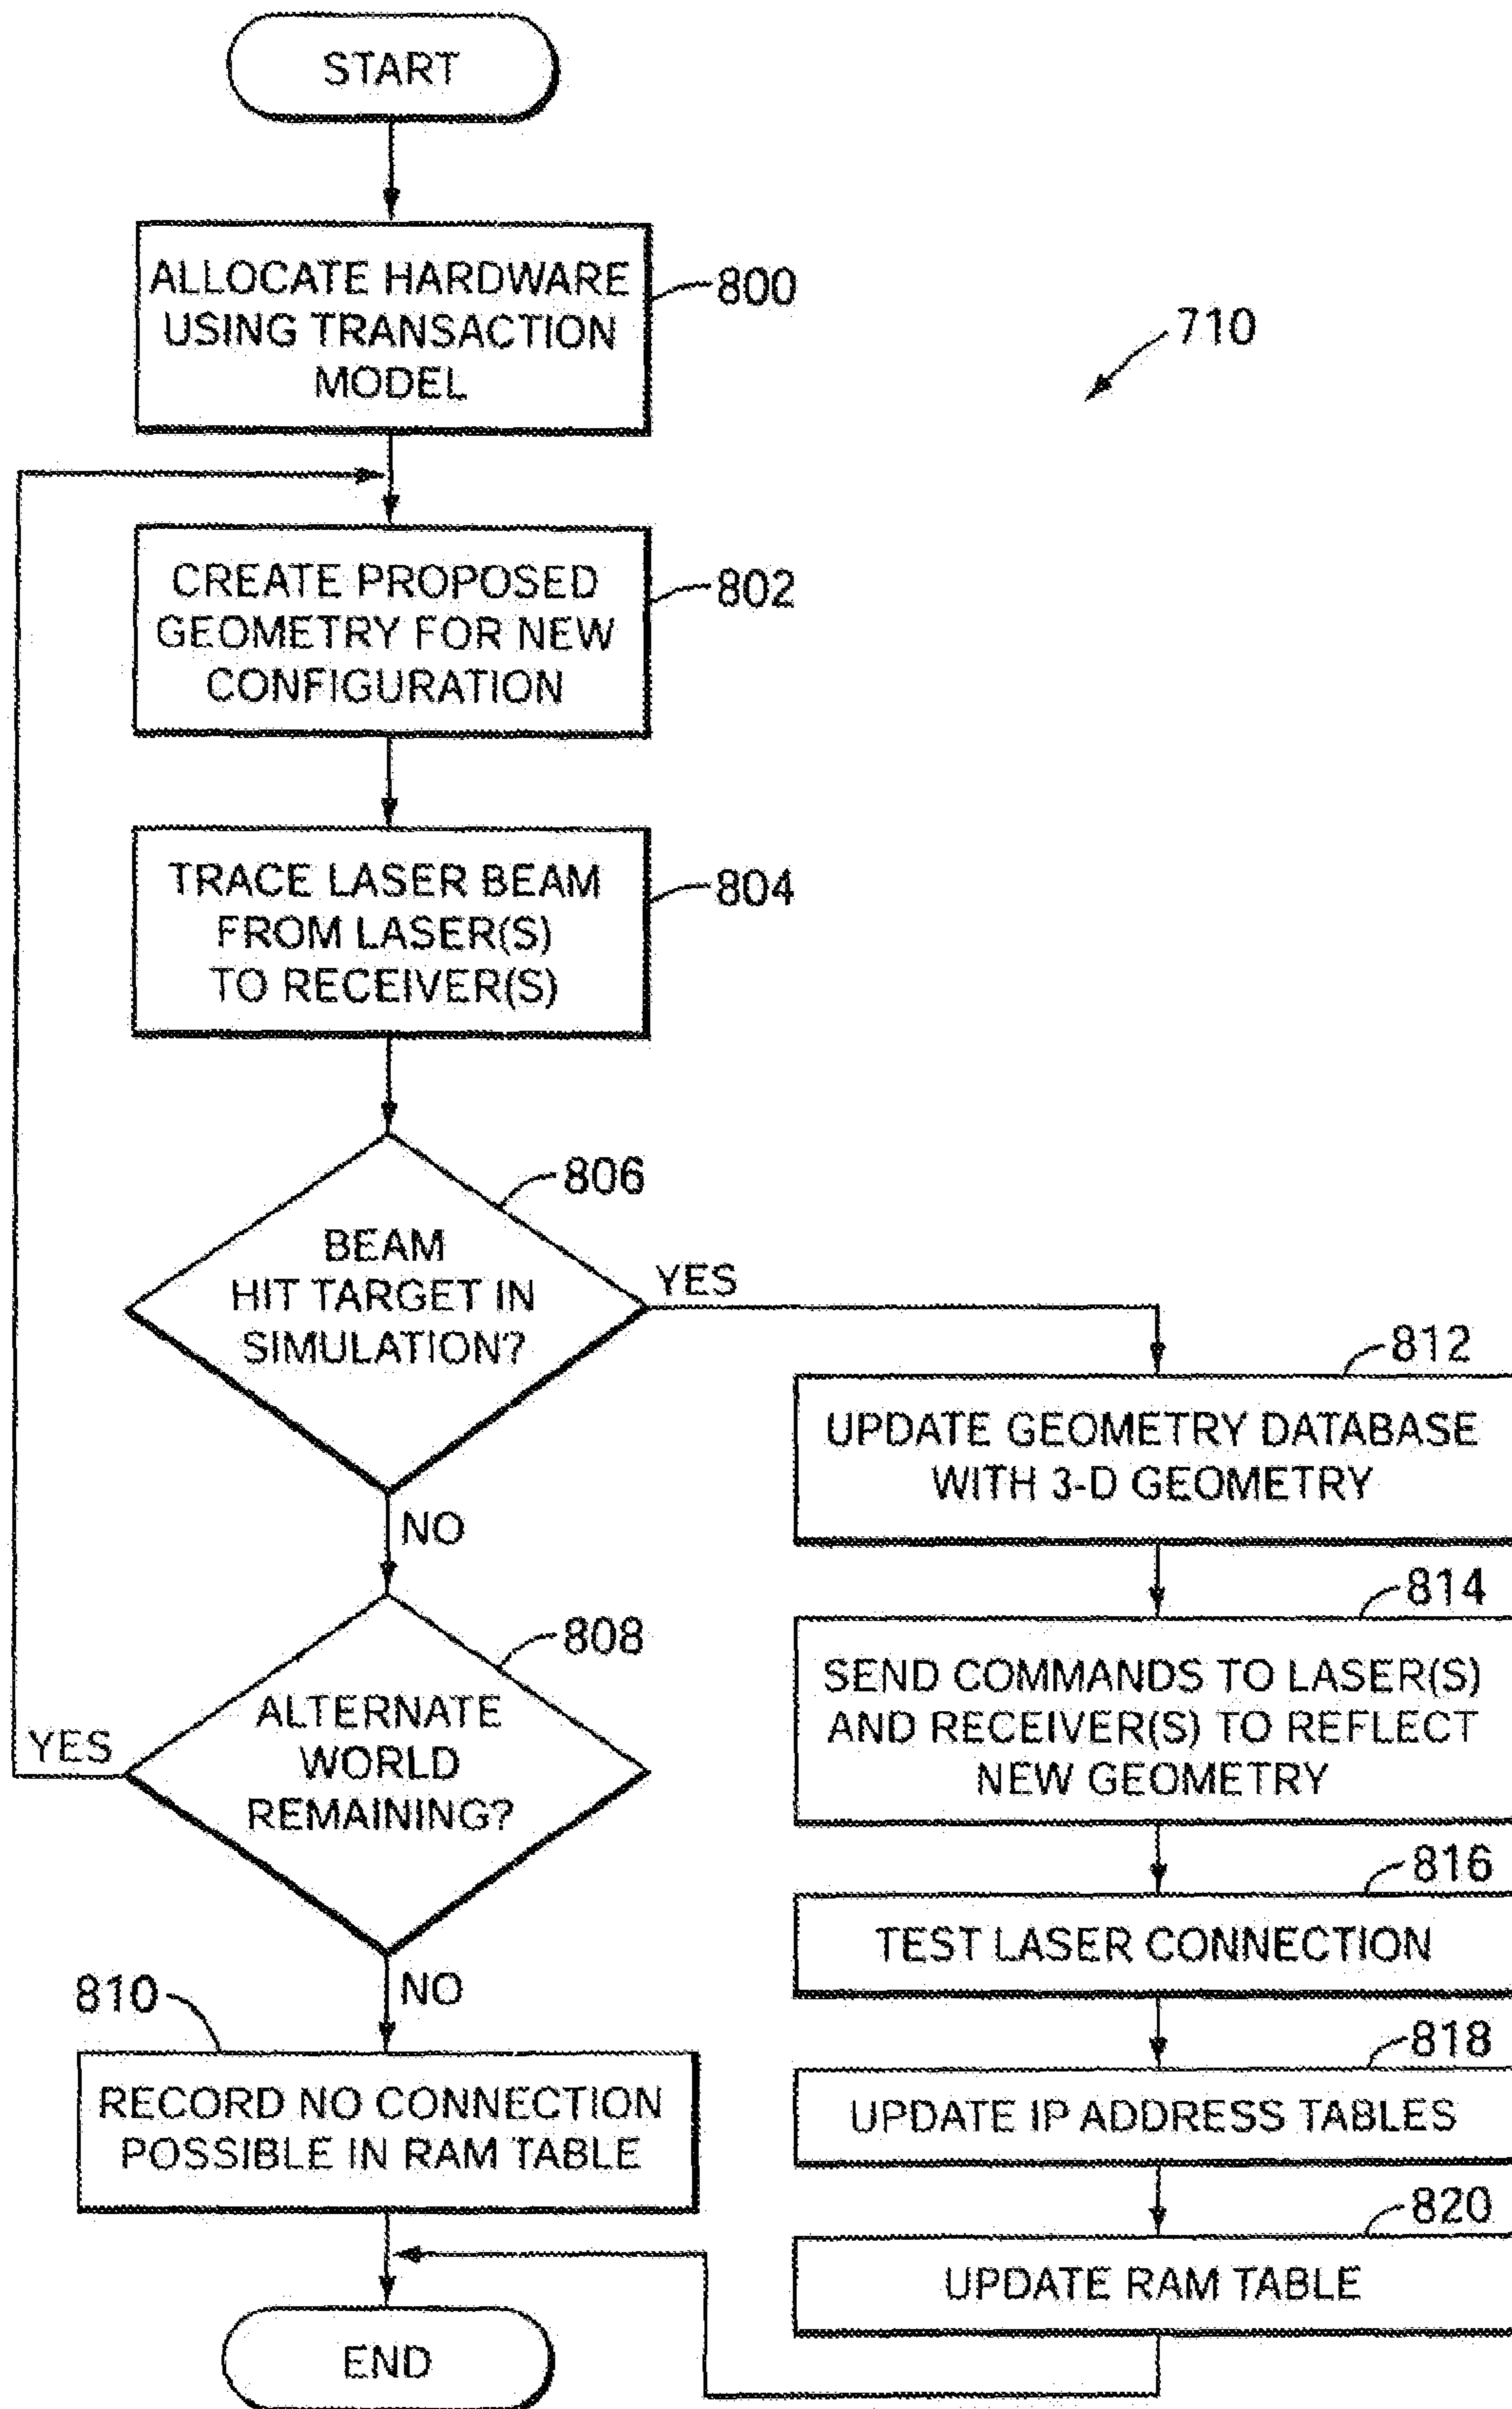 START
ALLOCATE HARDWARE
USING TRANSACTION
MODEL
800
710
CREATE PROPOSED
GEOMETRY FOR NEW
CONFIGURATION
802
TRACE LASER BEAM
FROM LASER(S)
TO RECEIVER(S)
804
806
BEAM
HIT TARGET IN
SIMULATION?
YES
NO
808
ALTERNATE
WORLD
REMAINING?
YES
NO
810
RECORD NO CONNECTION
POSSIBLE IN RAM TABLE
812
UPDATE GEOMETRY DATABASE
WITH 3-D GEOMETRY
814
SEND COMMANDS TO LASER(S)
AND RECEIVER(S) TO REFLECT
NEW GEOMETRY
816
TEST LASER CONNECTION
818
UPDATE IP ADDRESS TABLES
820
UPDATE RAM TABLE
END